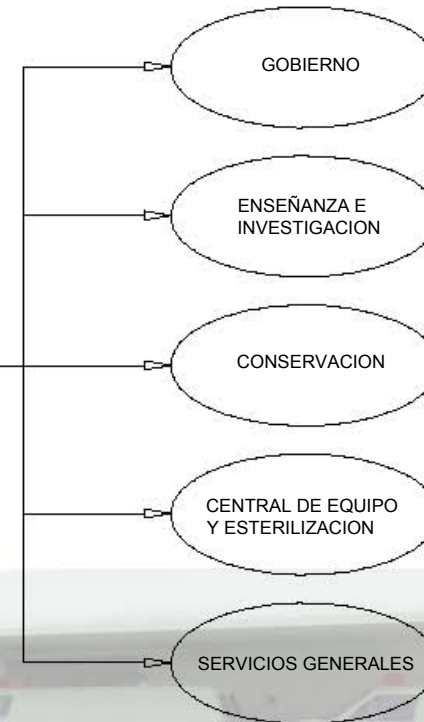 GOBIERNO
ENSEÑANZA E
INVESTIGACION
CONSERVACION
CENTRAL DE EQUIPO
Y ESTERILIZACION
SERVICIOS GENERALES